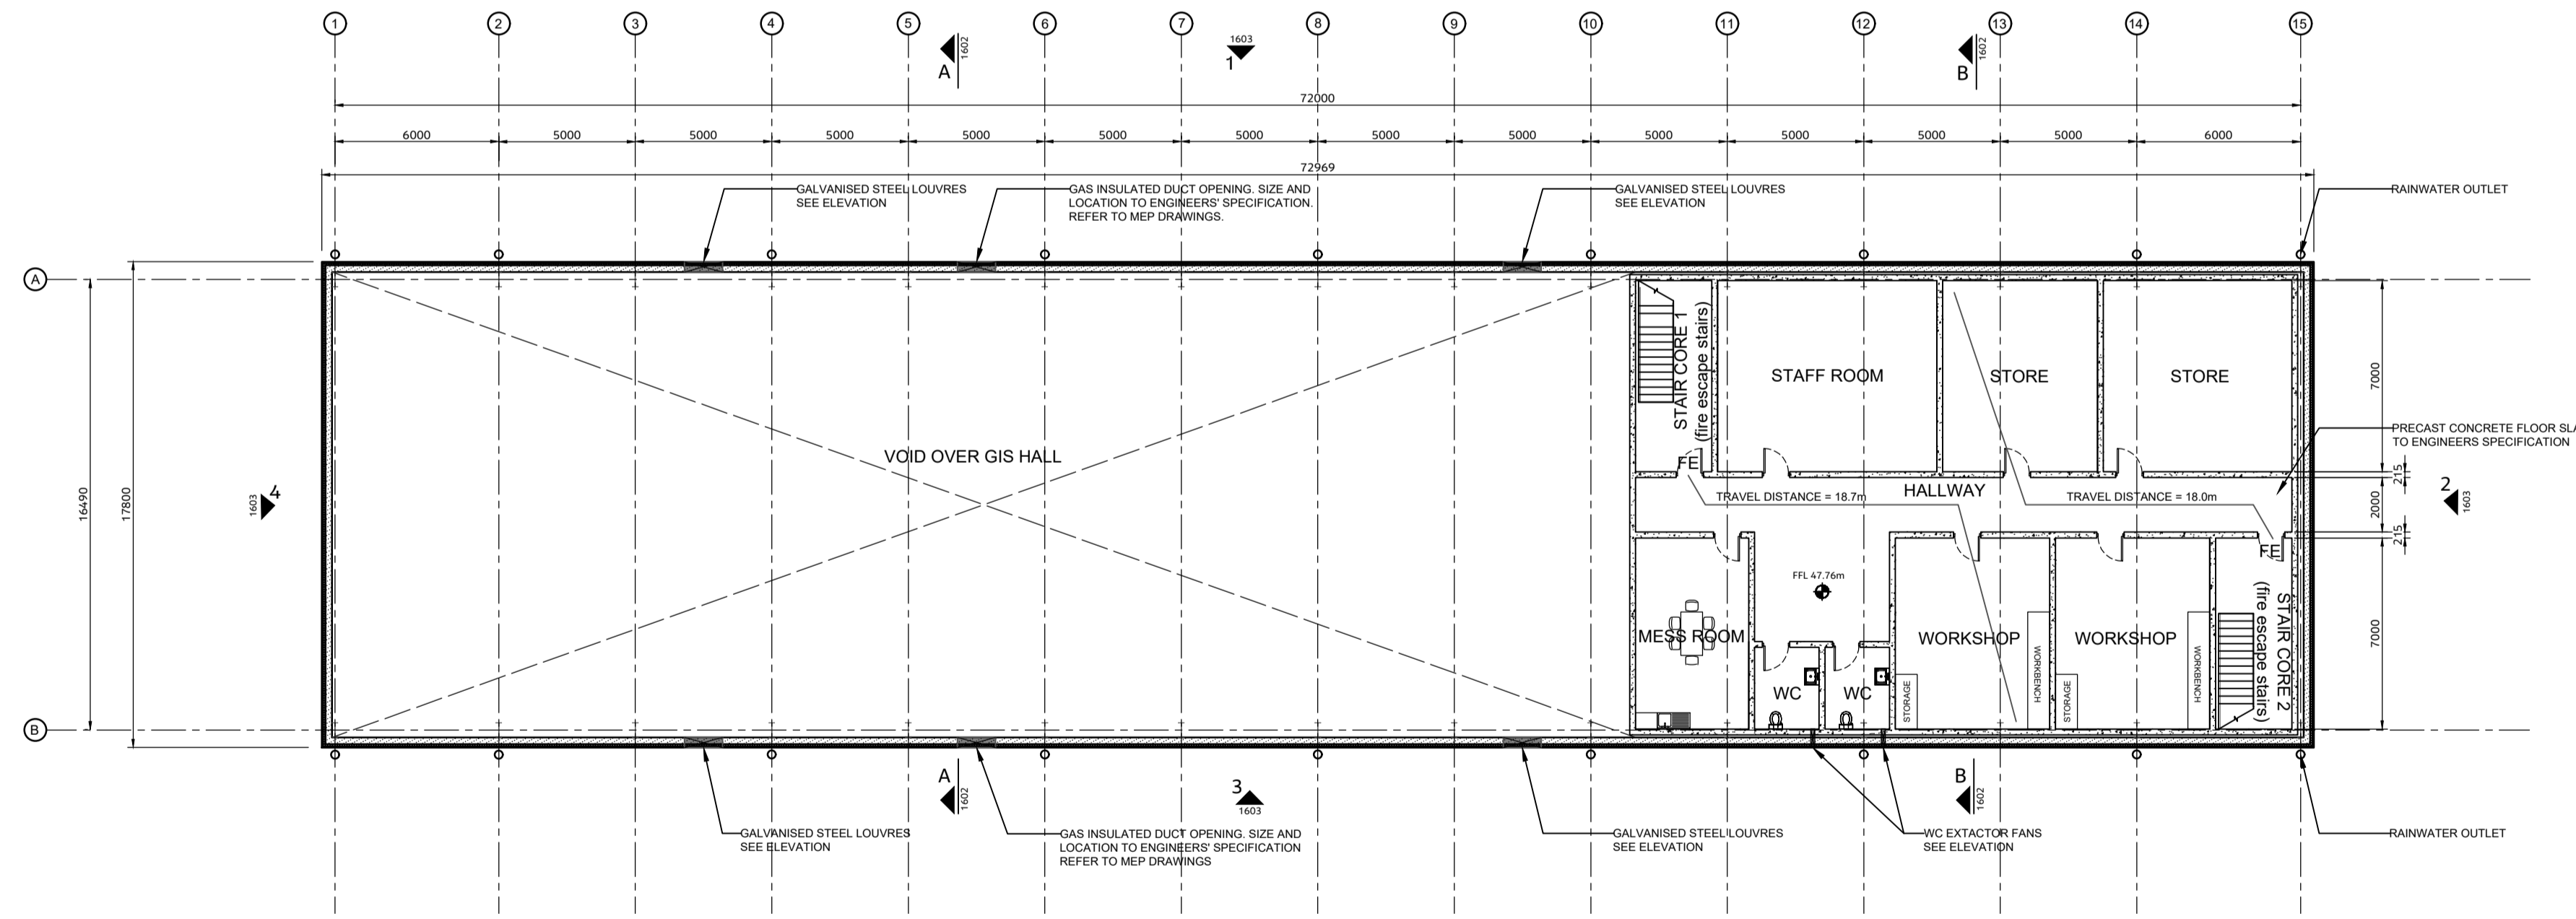 1 2 3 4 5 6 7 8 9 10 11 12 13 14 15
1602
A
1603
1
1602
B
72000
6000 5000 5000 5000 5000 5000 5000 5000 5000 5000 5000 5000 5000 6000
72969
GALVANISED STEEL LOUVRES
SEE ELEVATION
GAS INSULATED DUCT OPENING. SIZE AND
LOCATION TO ENGINEERS' SPECIFICATION.
REFER TO MEP DRAWINGS.
GALVANISED STEEL LOUVRES
SEE ELEVATION
RAINWATER OUTLET
A
16490
17800
1603
4
VOID OVER GIS HALL
STAIR CORE 1
(fire escape stairs)
STAFF ROOM
STORE
STORE
7000
PRECAST CONCRETE FLOOR SLA
TO ENGINEERS SPECIFICATION
FE
HALLWAY
TRAVEL DISTANCE = 18.7m
TRAVEL DISTANCE = 18.0m
215
2000
215
2
1603
FE
FFL 47.76m
MESS ROOM
WC
WC
WORKSHOP
WORKSHOP
STORAGE
WORKBENCH
STORAGE
WORKBENCH
STAIR CORE 2
(fire escape stairs)
7000
B
A
1602
3
1603
B
1602
GALVANISED STEEL LOUVRES
SEE ELEVATION
GAS INSULATED DUCT OPENING. SIZE AND
LOCATION TO ENGINEERS' SPECIFICATION
REFER TO MEP DRAWINGS
GALVANISED STEEL LOUVRES
SEE ELEVATION
WC EXTACTOR FANS
SEE ELEVATION
RAINWATER OUTLET